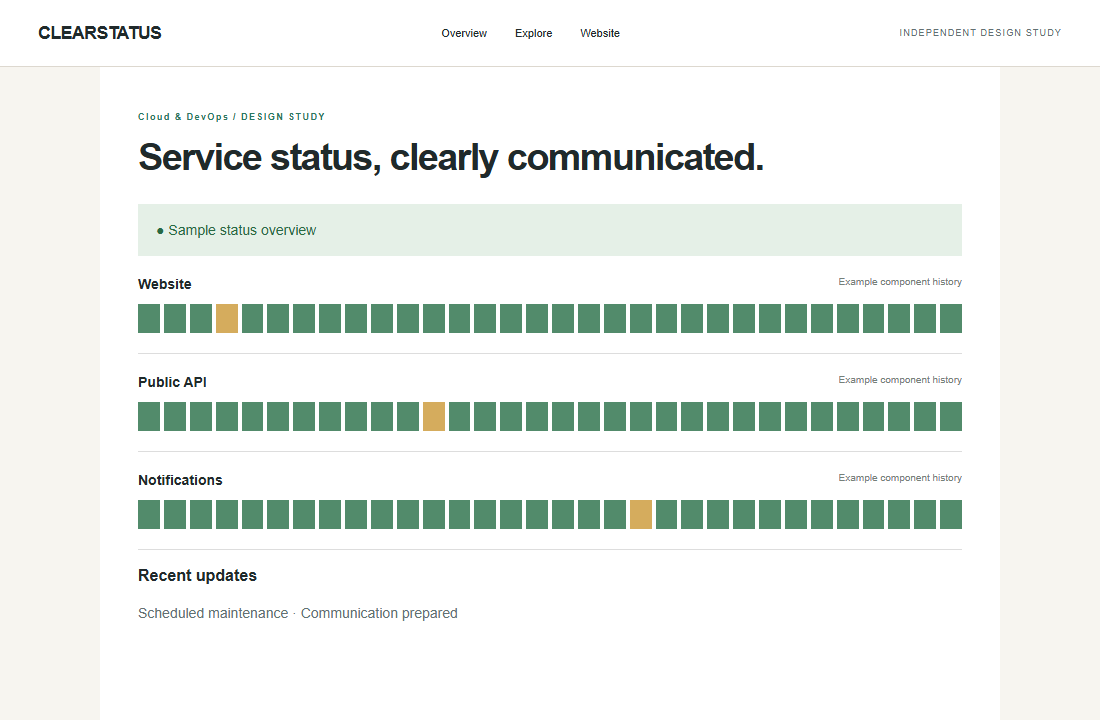 CLEARSTATUS
Overview Explore Website
INDEPENDENT DESIGN STUDY
Cloud & DevOps / DESIGN STUDY
Service status, clearly communicated.
● Sample status overview
Website
Example component history
Public API
Example component history
Notifications
Example component history
Recent updates
Scheduled maintenance · Communication prepared